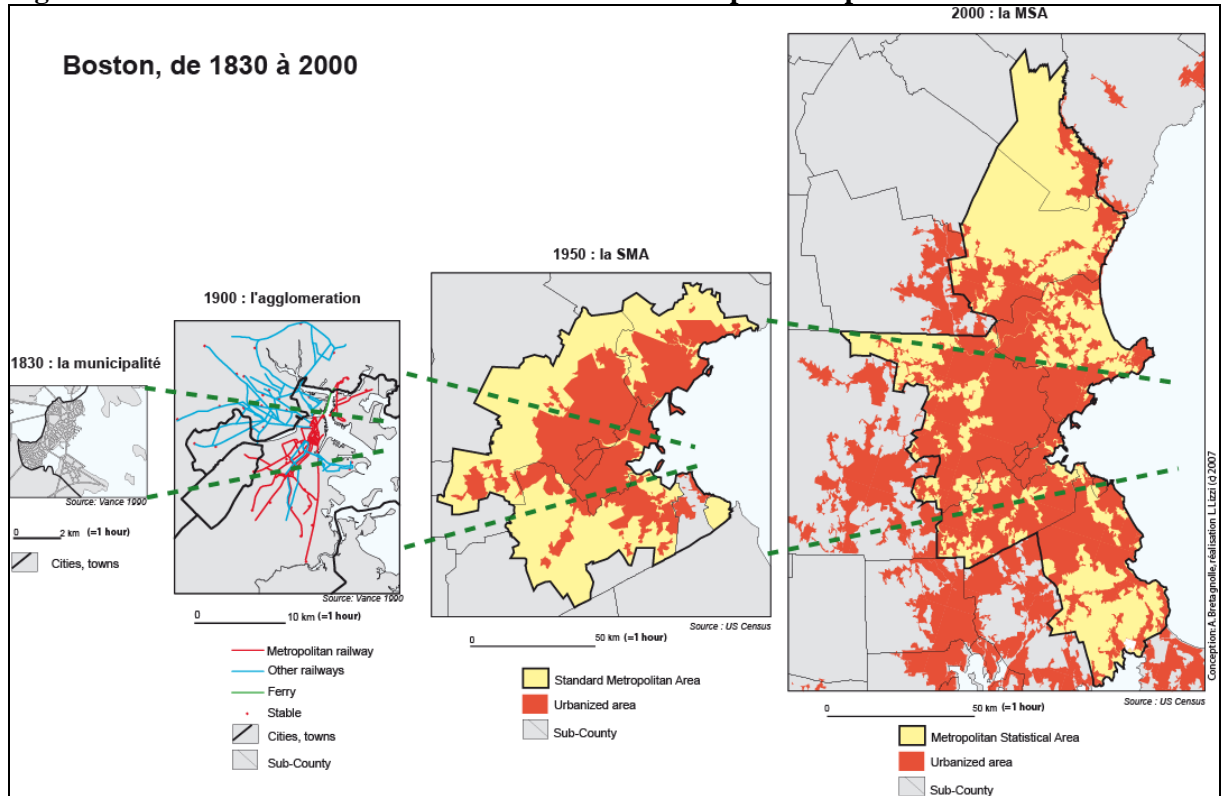 2000 : la MSA
Boston, de 1830 à 2000
1950 : la SMA
1900 : l'agglomeration
1830 : la municipalité
Source: Vance 1990
0 2 km (=1 hour)
Cities, towns
Source: Vance 1990
0 10 km (=1 hour)
Metropolitan railway
Other railways
Ferry
Stable
Cities, towns
Sub-County
Source : US Census
0 50 km (=1 hour)
Standard Metropolitan Area
Urbanized area
Sub-County
Conception: A. Bretagnolle, réalisation L. Lizzi (c) 2007
Source : US Census
0 50 km (=1 hour)
Metropolitan Statistical Area
Urbanized area
Sub-County